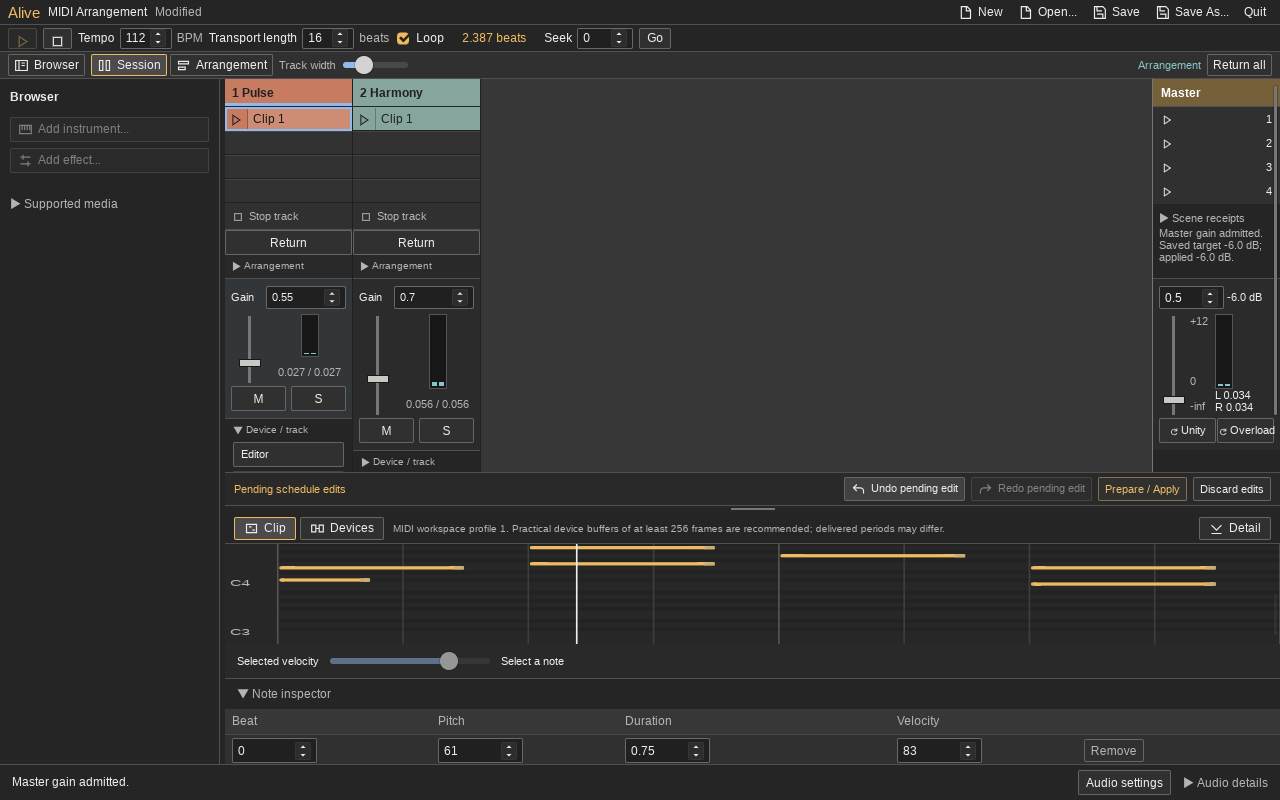 Alive MIDI Arrangement Modified New Open... Save Save As... Quit
Tempo 112 BPM Transport length 16 beats Loop 2.387 beats Seek 0 Go
Browser Session Arrangement Track width Arrangement Return all
Browser
Add instrument...
Add effect...
Supported media
1 Pulse 2 Harmony Master
Clip 1 Clip 1 1
2
3
4
Stop track Stop track Scene receipts
Return Return Master gain admitted.
Saved target -6.0 dB;
applied -6.0 dB.
Arrangement Arrangement
Gain 0.55 Gain 0.7 0.5 -6.0 dB
+12
0
-inf
0.027 / 0.027 0.056 / 0.056 L 0.034
R 0.034
M S M S Unity Overload
Device / track Device / track
Editor
Pending schedule edits Undo pending edit Redo pending edit Prepare / Apply Discard edits
Clip Devices MIDI workspace profile 1. Practical device buffers of at least 256 frames are recommended; delivered periods may differ. Detail
C4
C3
Selected velocity Select a note
Note inspector
Beat Pitch Duration Velocity
0 61 0.75 83 Remove
Master gain admitted. Audio settings Audio details